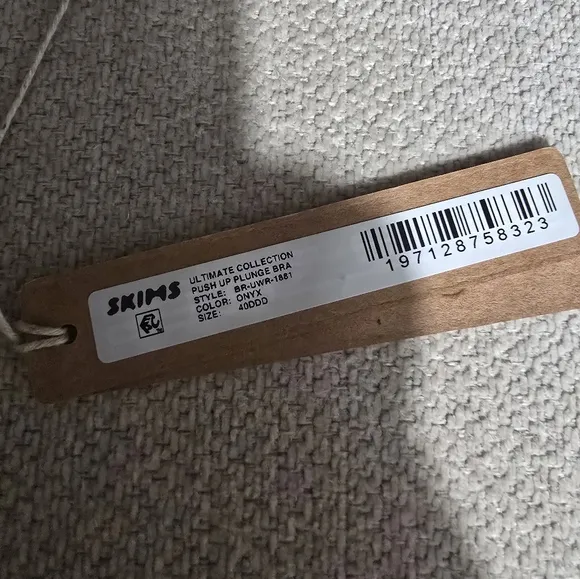 SKIMS
ULTIMATE COLLECTION
PUSH UP PLUNGE BRA
STYLE: BR-UWR-1881
COLOR: ONYX
SIZE: 40DDD
197128758323